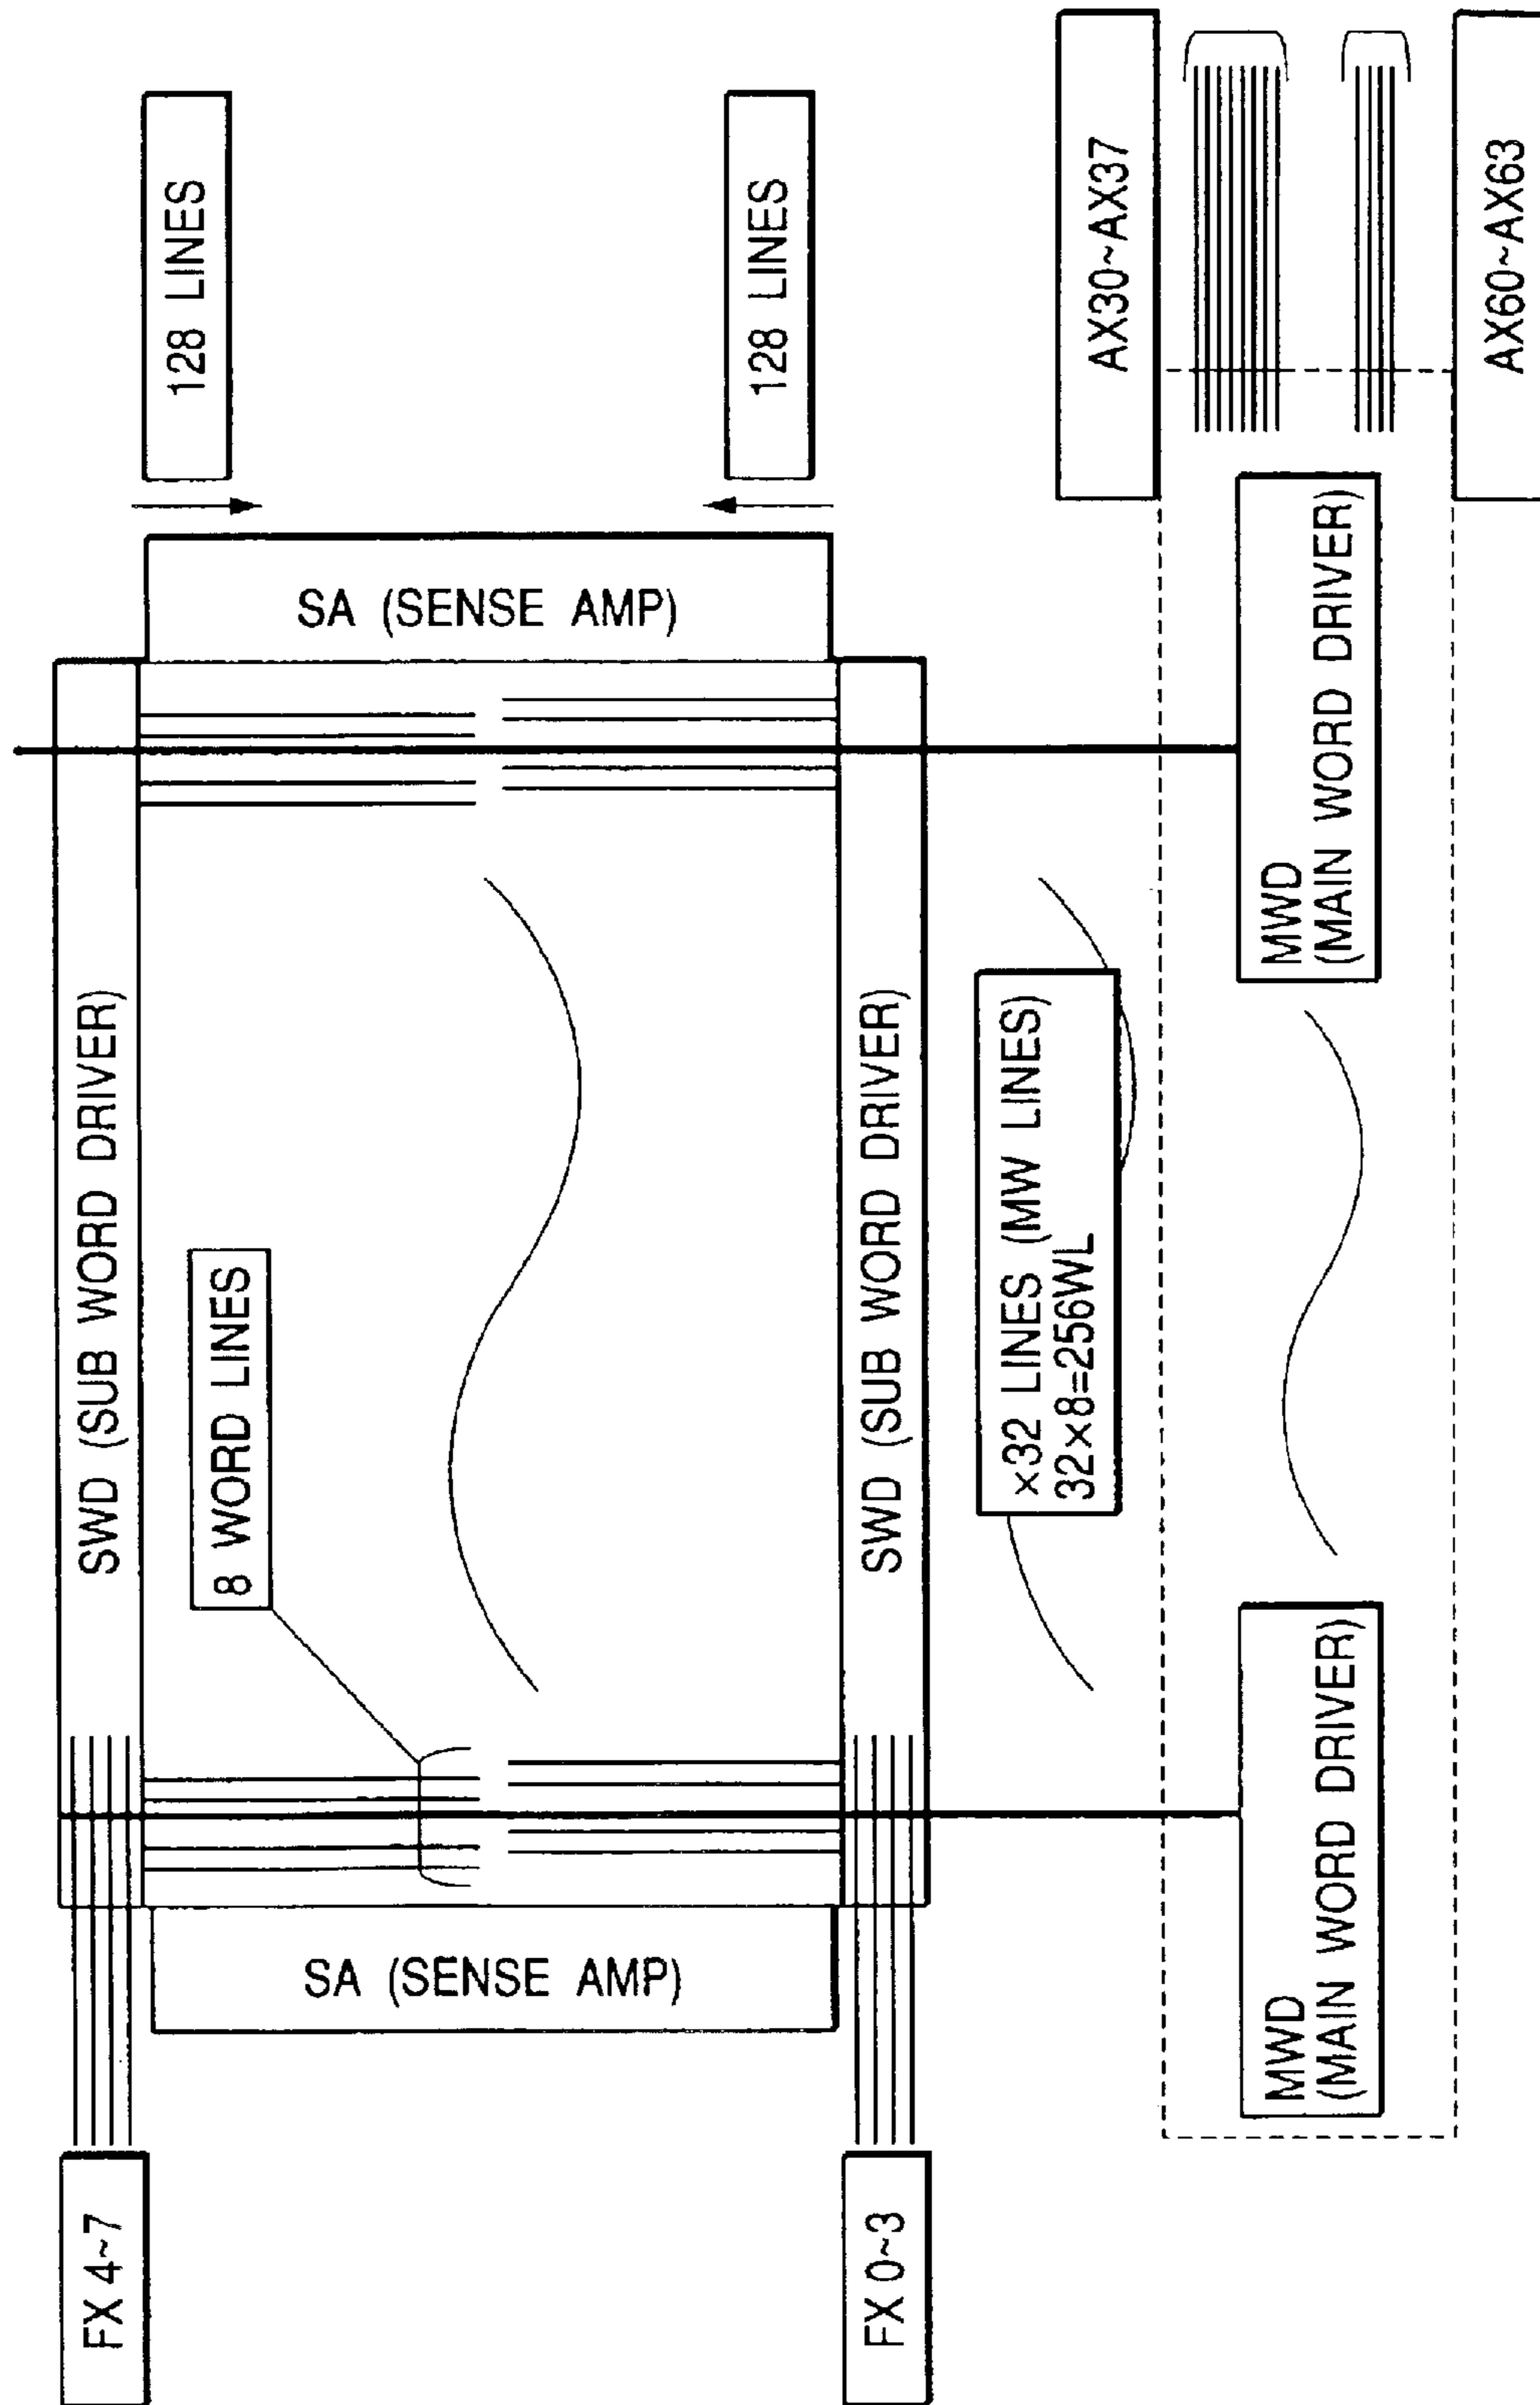 FX 4~7
SWD (SUB WORD DRIVER)
128 LINES
8 WORD LINES
SA (SENSE AMP)
SA (SENSE AMP)
128 LINES
FX 0~3
SWD (SUB WORD DRIVER)
×32 LINES (MW LINES)
32×8=256WL
AX30~AX37
MWD
(MAIN WORD DRIVER)
MWD
(MAIN WORD DRIVER)
AX60~AX63